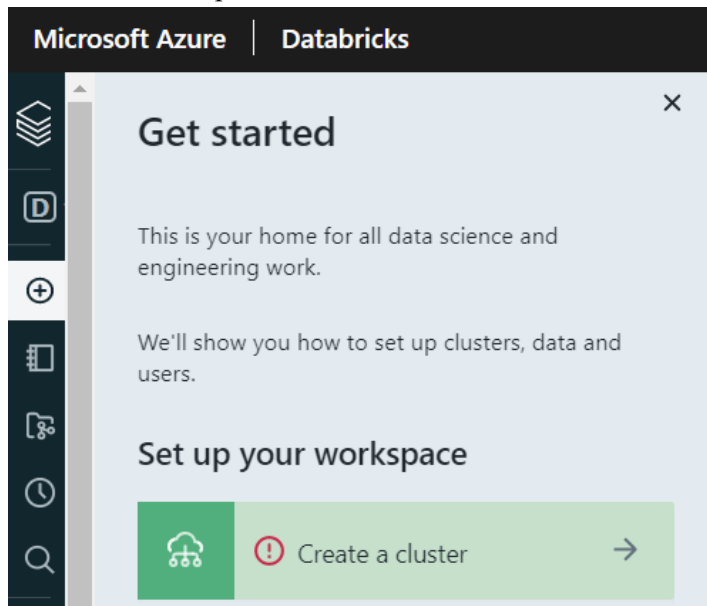 Microsoft Azure | Databricks
Get started
D
This is your home for all data science and
engineering work.
We'll show you how to set up clusters, data and
users.
Set up your workspace
Create a cluster